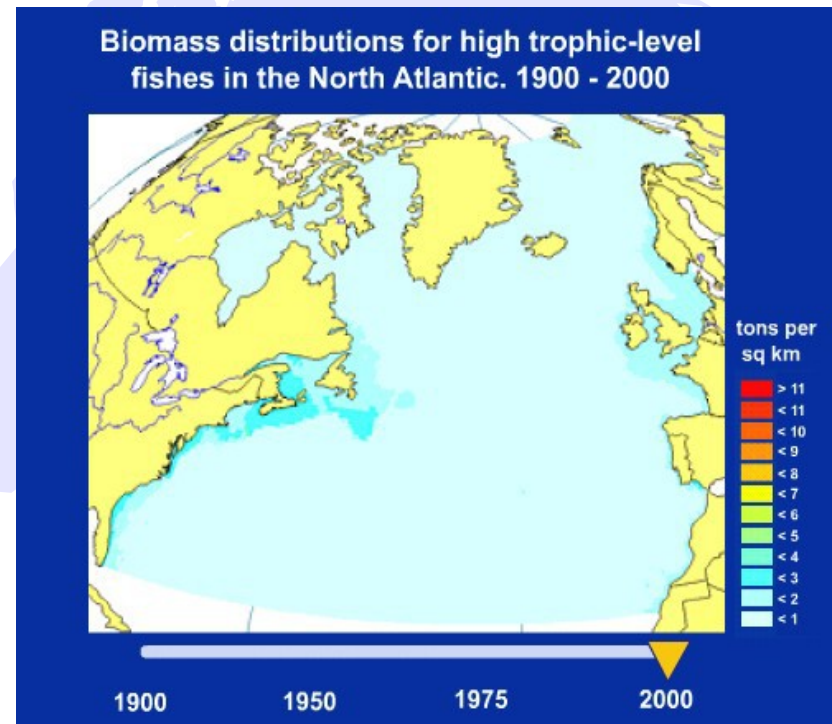 Biomass distributions for high trophic-level
fishes in the North Atlantic. 1900 - 2000
tons per
sq km
> 11
< 11
< 10
< 9
< 8
< 7
< 6
< 5
< 4
< 3
< 2
< 1
1900 1950 1975 2000